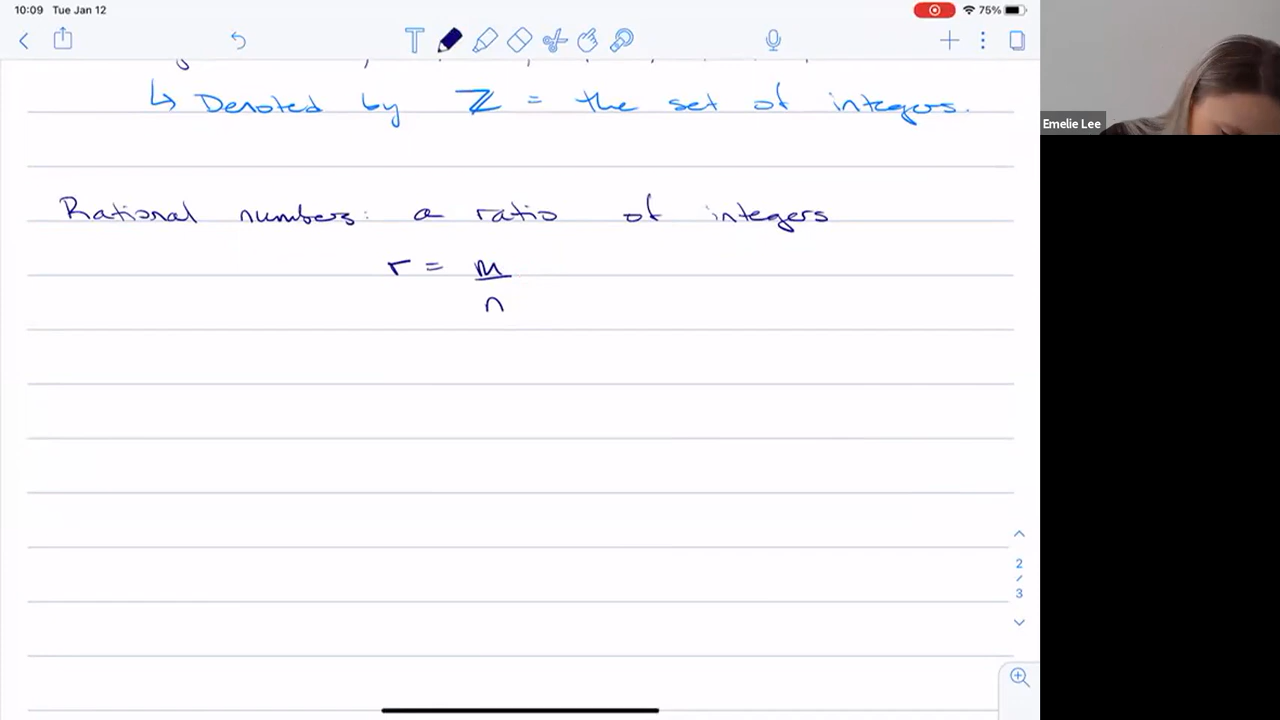 10:09 Tue Jan 12
75%
T
↳ Denoted by ℤ = the set of integers.
Emelie Lee
Rational numbers: a ratio of integers
r = m
n
2
/
3